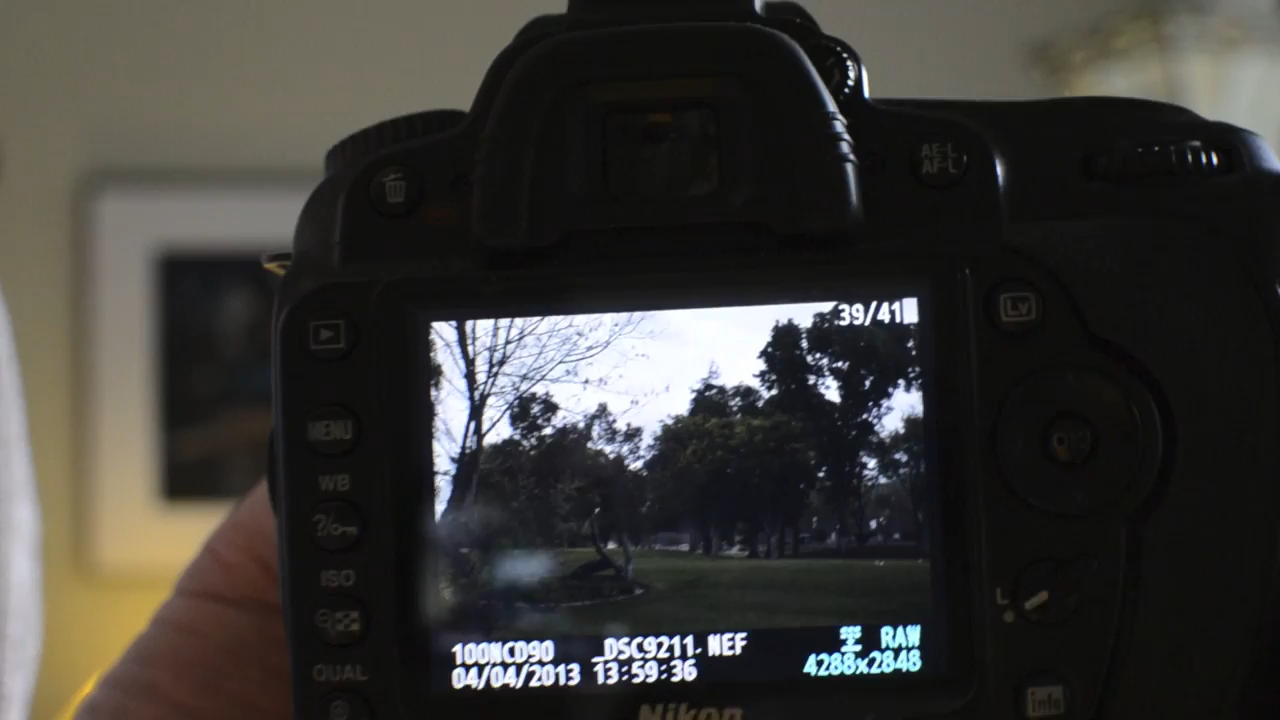 AE-L
AF-L
Lv
39/41
MENU
WB
?
OK
ISO
L
QUAL
100NCD90 _DSC9211.NEF RAW
04/04/2013 13:59:36 4288x2848
info
Nikon